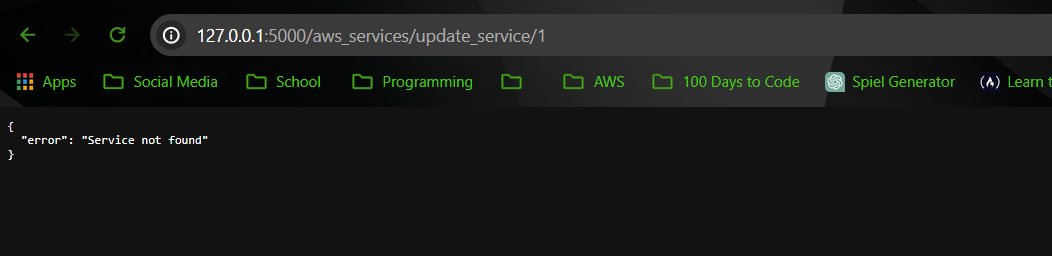 127.0.0.1:5000/aws_services/update_service/1
Apps Social Media School Programming AWS 100 Days to Code Spiel Generator (A) Learn t
{
"error": "Service not found"
}